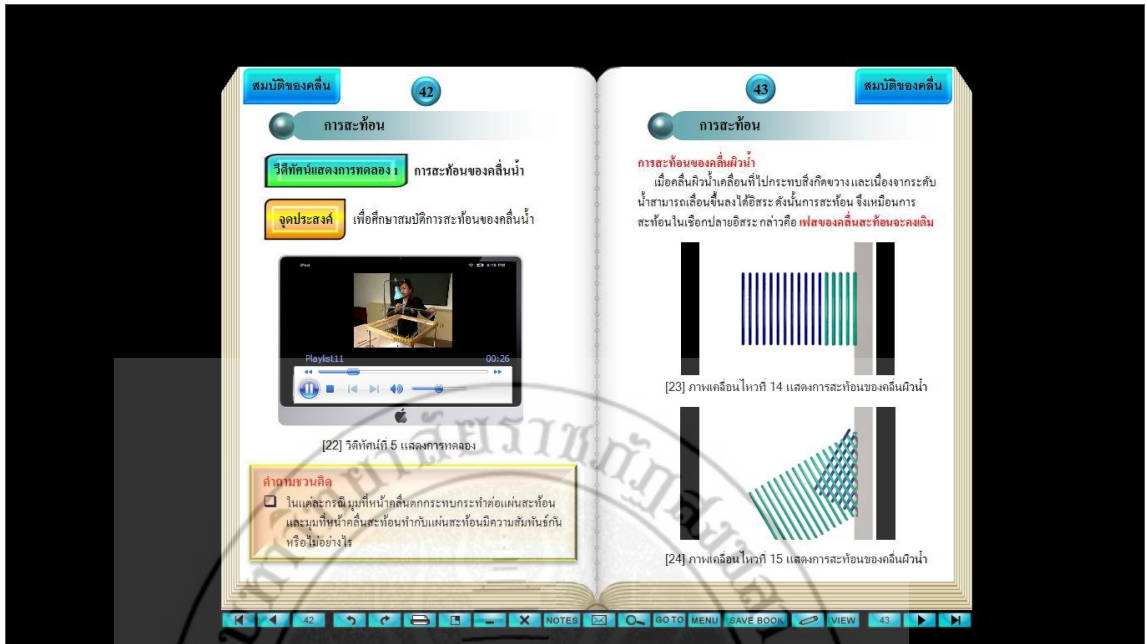 สมบัติของคลื่น
42
การสะท้อน
วีดีทัศน์แสดงการทดลอง 1 การสะท้อนของคลื่นน้ำ
จุดประสงค์ เพื่อศึกษาสมบัติการสะท้อนของคลื่นน้ำ
iPod 4:16 PM
Playlist11 00:26
[22] วีดีทัศน์ที่ 5 แสดงการทดลอง
คำถามชวนคิด
ในแต่ละกรณี มุมที่หน้าคลื่นตกกระทบกระทำต่อแผ่นสะท้อน
และมุมที่หน้าคลื่นสะท้อนทำกับแผ่นสะท้อนมีความสัมพันธ์กัน
หรือไม่อย่างไร
43
สมบัติของคลื่น
การสะท้อน
การสะท้อนของคลื่นผิวน้ำ
เมื่อคลื่นผิวน้ำเคลื่อนที่ไปกระทบสิ่งกีดขวาง และเนื่องจากระดับ
น้ำสามารถเลื่อนขึ้นลงได้อิสระ ดังนั้นการสะท้อน จึงเหมือนการ
สะท้อนในเชือกปลายอิสระ กล่าวคือ เฟสของคลื่นสะท้อนจะคงเดิม
[23] ภาพเคลื่อนไหวที่ 14 แสดงการสะท้อนของคลื่นผิวน้ำ
[24] ภาพเคลื่อนไหวที่ 15 แสดงการสะท้อนของคลื่นผิวน้ำ
42 NOTES GO TO MENU SAVE BOOK VIEW 43